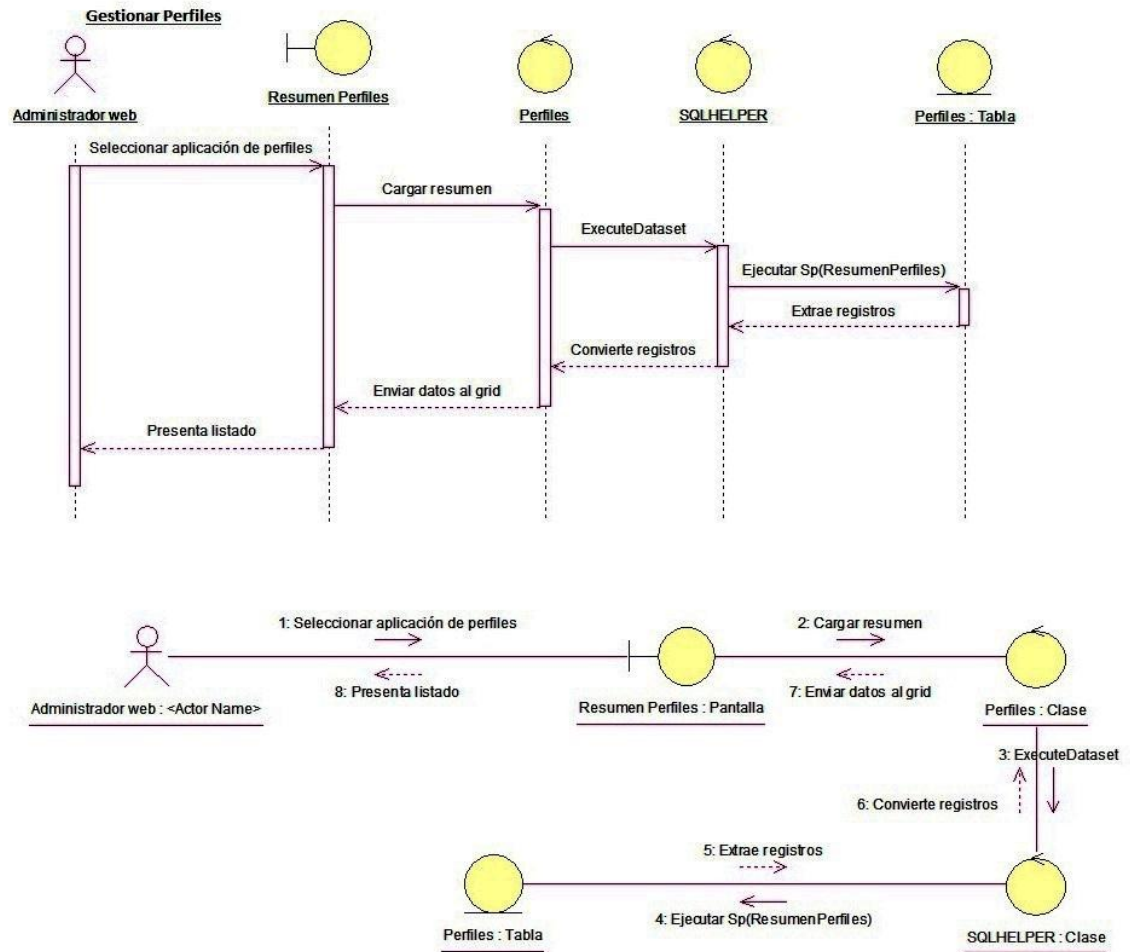 Gestionar Perfiles
Administrador web
Resumen Perfiles
Perfiles
SQLHELPER
Perfiles : Tabla
Seleccionar aplicación de perfiles
Cargar resumen
ExecuteDataset
Ejecutar Sp(ResumenPerfiles)
Extrae registros
Convierte registros
Enviar datos al grid
Presenta listado
1: Seleccionar aplicación de perfiles
2: Cargar resumen
8: Presenta listado
7: Enviar datos al grid
Administrador web : <Actor Name>
Resumen Perfiles : Pantalla
Perfiles : Clase
3: ExecuteDataset
6: Convierte registros
5: Extrae registros
4: Ejecutar Sp(ResumenPerfiles)
Perfiles : Tabla
SQLHELPER : Clase